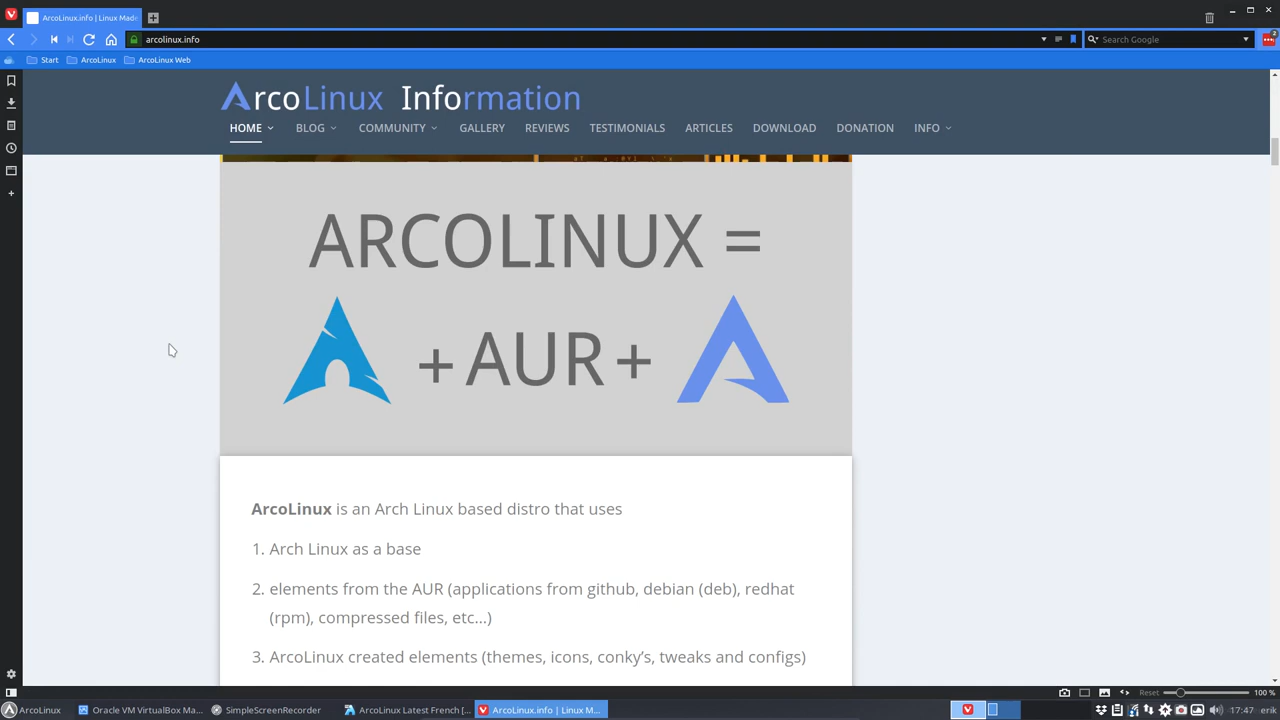 ArcoLinux.info | Linux Made
arcolinux.info
Search Google
2
Start
ArcoLinux
ArcoLinux Web
ArcoLinux Information
HOME
BLOG
COMMUNITY
GALLERY
REVIEWS
TESTIMONIALS
ARTICLES
DOWNLOAD
DONATION
INFO
ARCOLINUX =
+ AUR +
ArcoLinux is an Arch Linux based distro that uses
1. Arch Linux as a base
2. elements from the AUR (applications from github, debian (deb), redhat
(rpm), compressed files, etc...)
3. ArcoLinux created elements (themes, icons, conky's, tweaks and configs)
Reset
100 %
ArcoLinux
Oracle VM VirtualBox Ma...
SimpleScreenRecorder
ArcoLinux Latest French [...
ArcoLinux.info | Linux M...
17:47
erik